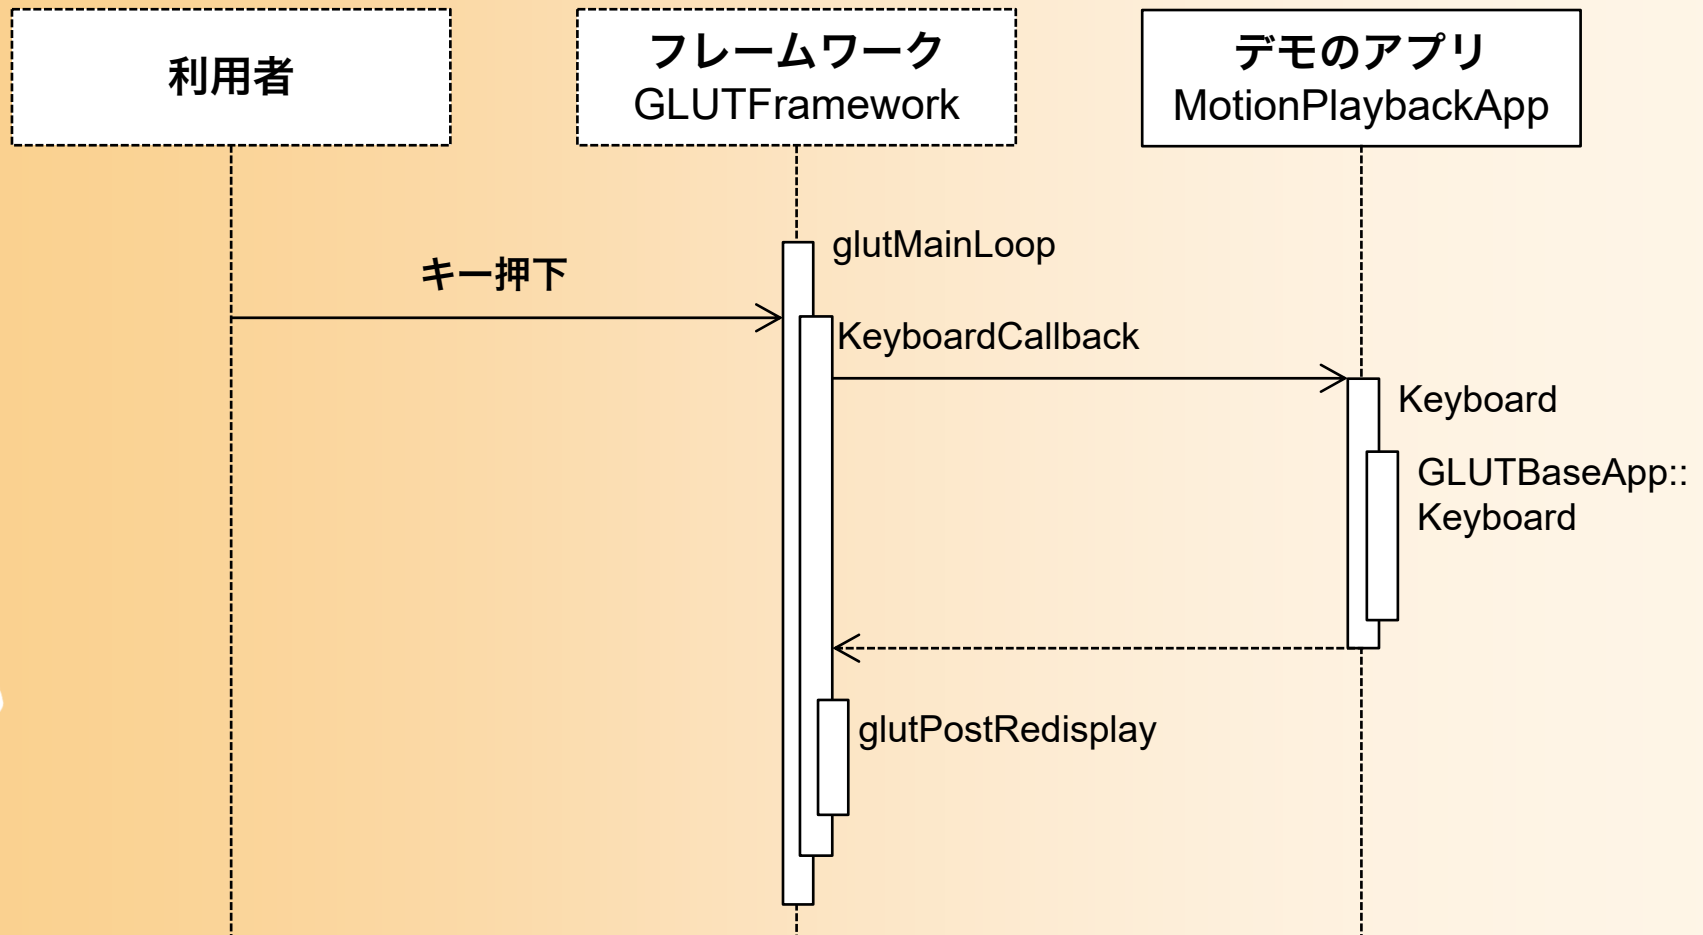 利用者
フレームワーク
GLUTFramework
デモのアプリ
MotionPlaybackApp
glutMainLoop
キー押下
KeyboardCallback
Keyboard
GLUTBaseApp::
Keyboard
glutPostRedisplay